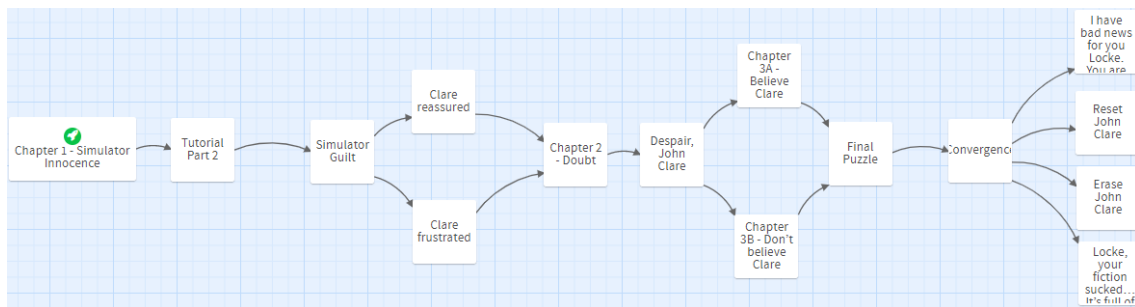 Chapter 1 - Simulator
Innocence
Tutorial
Part 2
Simulator
Guilt
Clare
reassured
Clare
frustrated
Chapter 2
- Doubt
Despair,
John Clare
Chapter
3A -
Believe
Clare
Chapter
3B - Don't
believe
Clare
Final
Puzzle
Convergence
I have
bad news
for you
Locke.
You are
Reset
John
Clare
Erase
John
Clare
Locke,
your
fiction
sucked...
It's full of